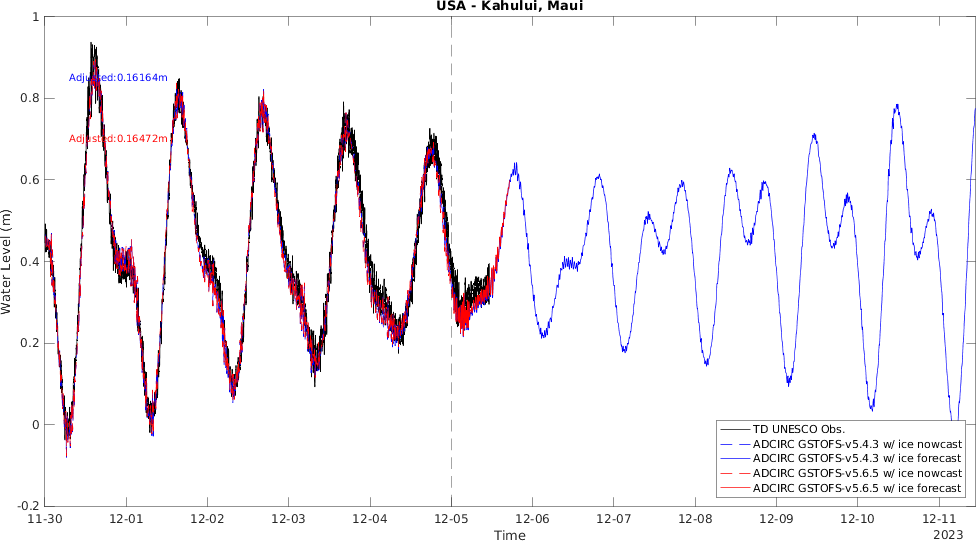 USA - Kahului, Maui
1
0.8
0.6
0.4
0.2
0
-0.2
Water Level (m)
Adjusted:0.16164m
Adjusted:0.16472m
TD UNESCO Obs.
ADCIRC GSTOFS-v5.4.3 w/ ice nowcast
ADCIRC GSTOFS-v5.4.3 w/ ice forecast
ADCIRC GSTOFS-v5.6.5 w/ ice nowcast
ADCIRC GSTOFS-v5.6.5 w/ ice forecast
11-30 12-01 12-02 12-03 12-04 12-05 12-06 12-07 12-08 12-09 12-10 12-11
Time
2023